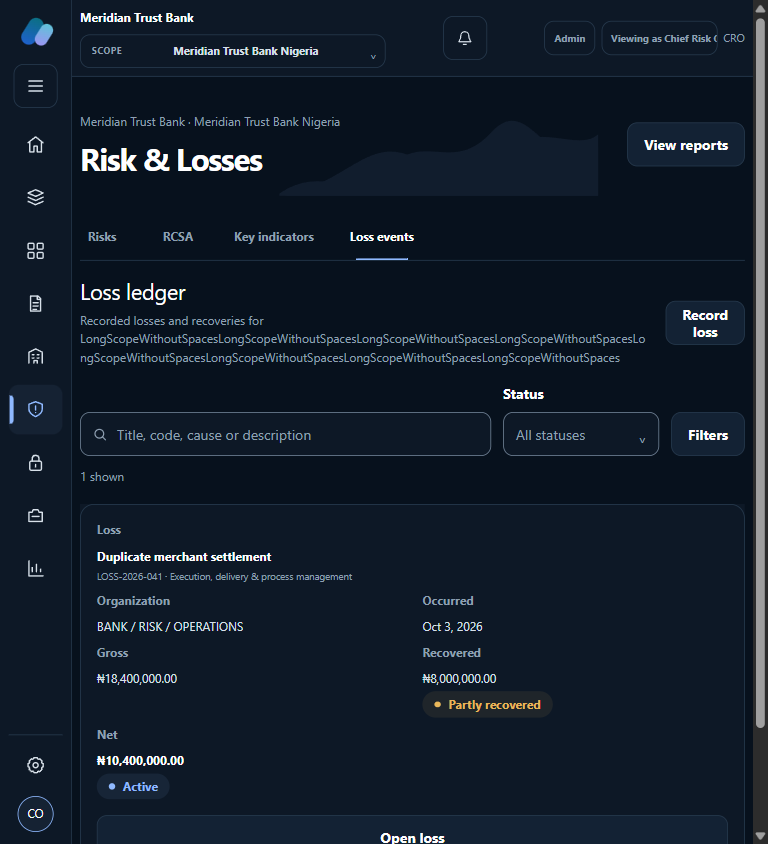 Meridian Trust Bank
SCOPE Meridian Trust Bank Nigeria
Admin
Viewing as Chief Risk
CRO
Meridian Trust Bank · Meridian Trust Bank Nigeria
Risk & Losses
View reports
Risks RCSA Key indicators Loss events
Loss ledger
Recorded losses and recoveries for
LongScopeWithoutSpacesLongScopeWithoutSpacesLongScopeWithoutSpacesLongScopeWithoutSpacesLo
ngScopeWithoutSpacesLongScopeWithoutSpacesLongScopeWithoutSpacesLongScopeWithoutSpaces
Record
loss
Status
Title, code, cause or description
All statuses
Filters
1 shown
Loss
Duplicate merchant settlement
LOSS-2026-041 · Execution, delivery & process management
Organization Occurred
BANK / RISK / OPERATIONS Oct 3, 2026
Gross Recovered
₦18,400,000.00 ₦8,000,000.00
Partly recovered
Net
₦10,400,000.00
Active
Open loss
CO